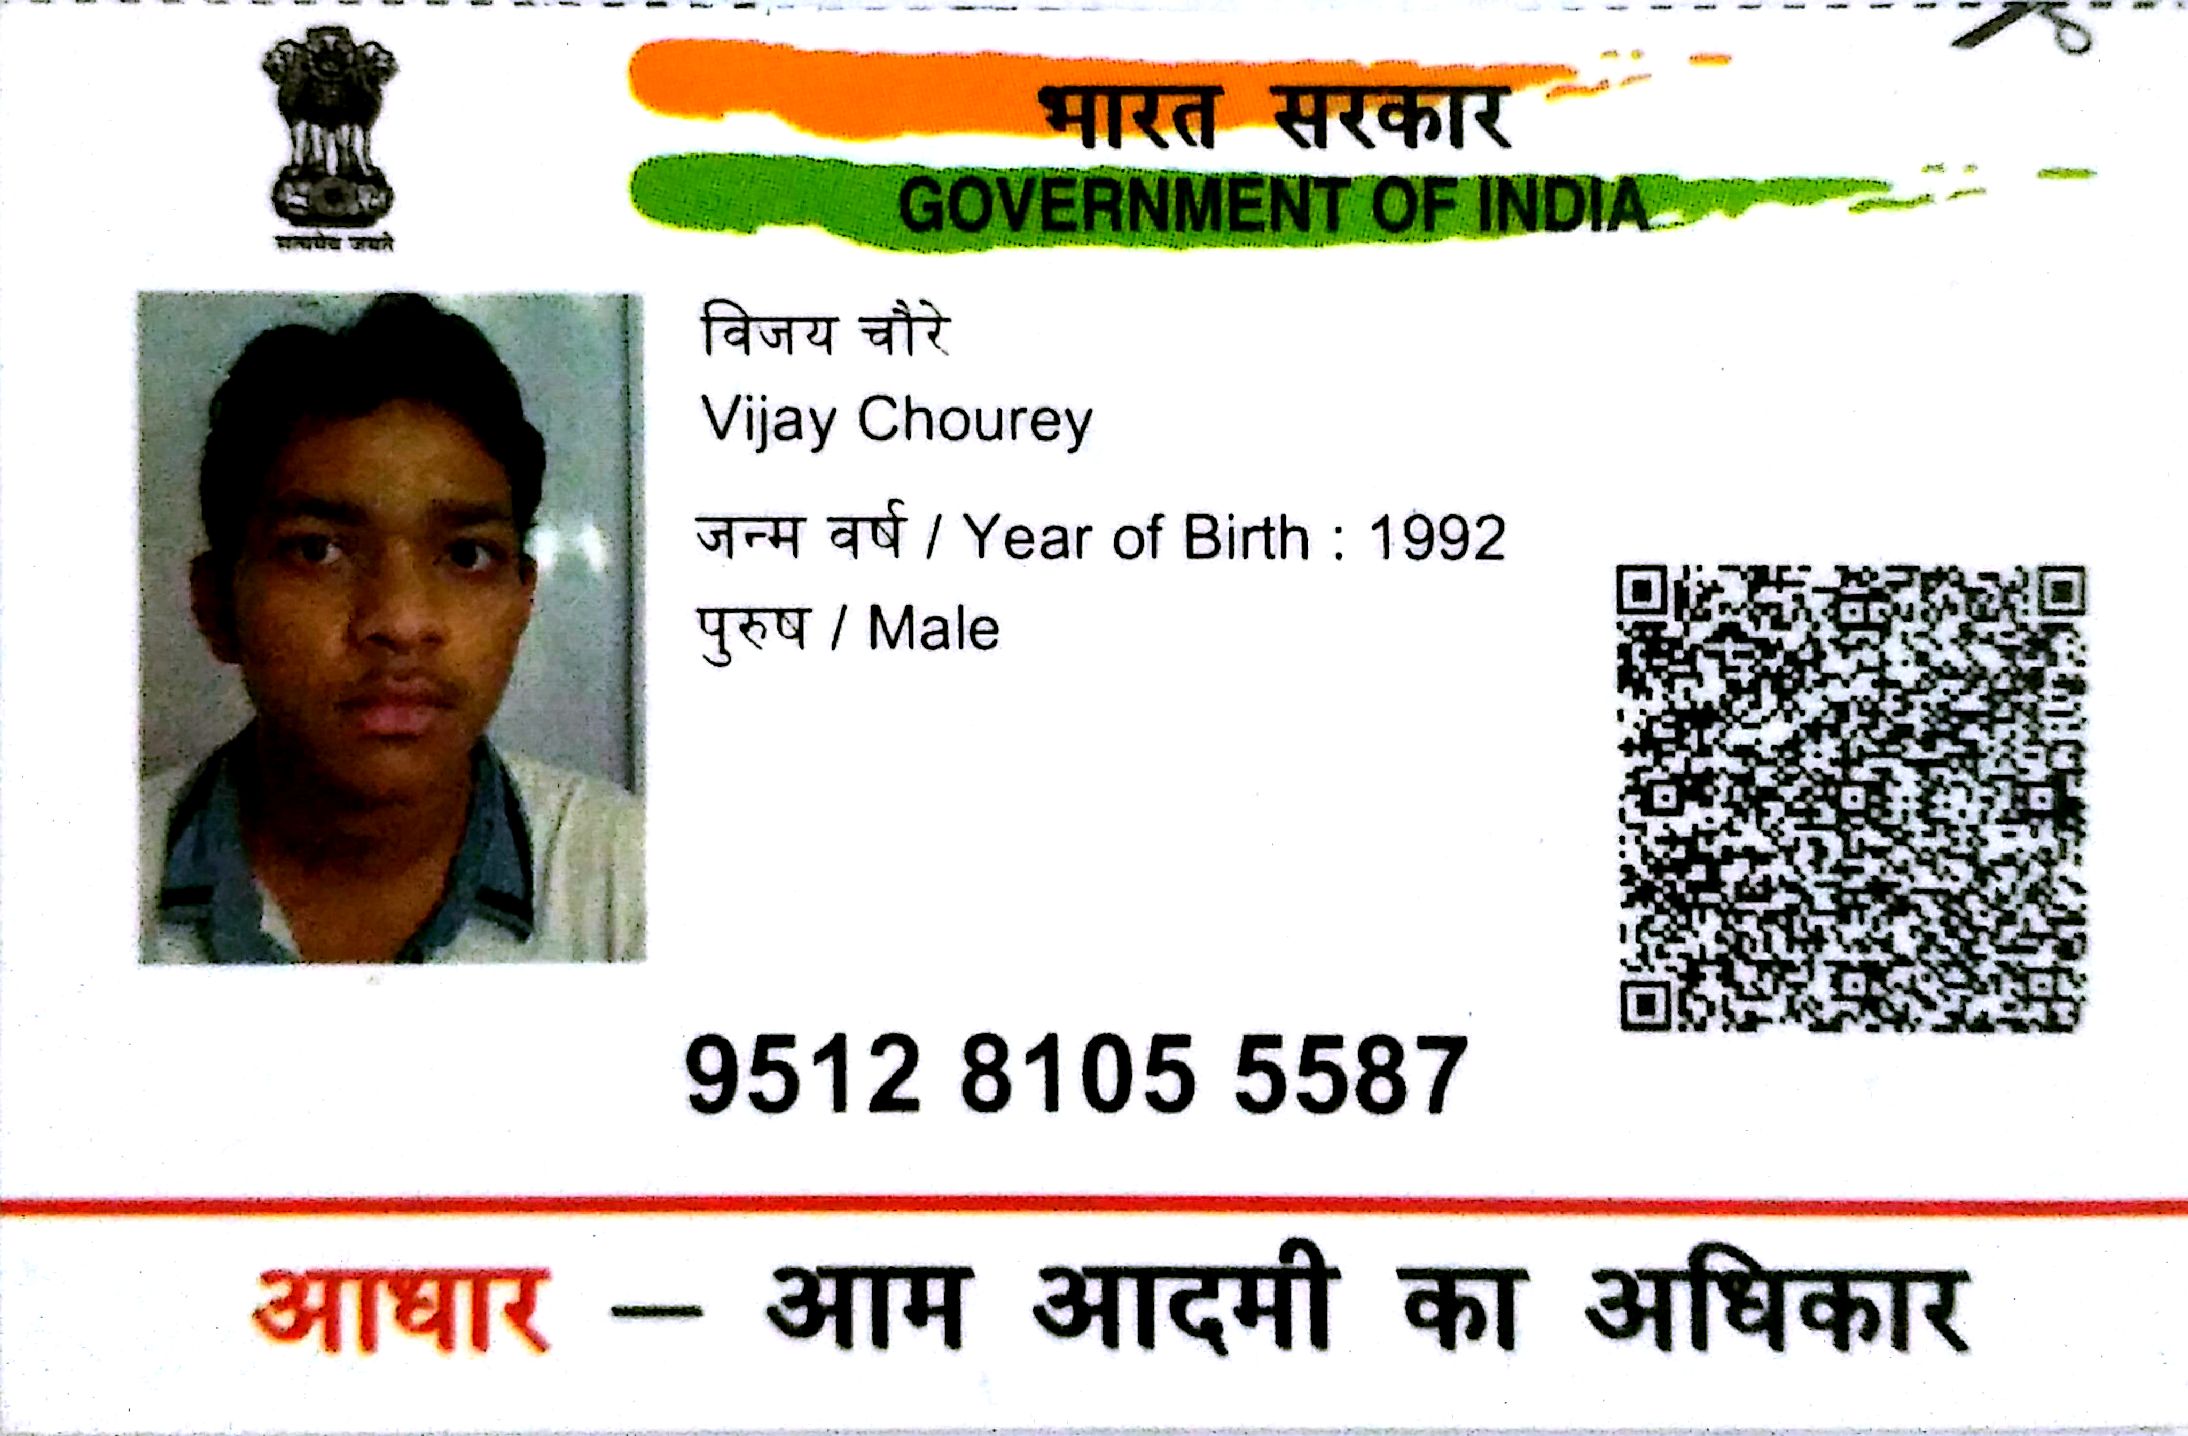 सत्यमेव जयते
भारत सरकार
GOVERNMENT OF INDIA
विजय चौरे
Vijay Chourey
जन्म वर्ष / Year of Birth : 1992
पुरुष / Male
9512 8105 5587
आधार — आम आदमी का अधिकार